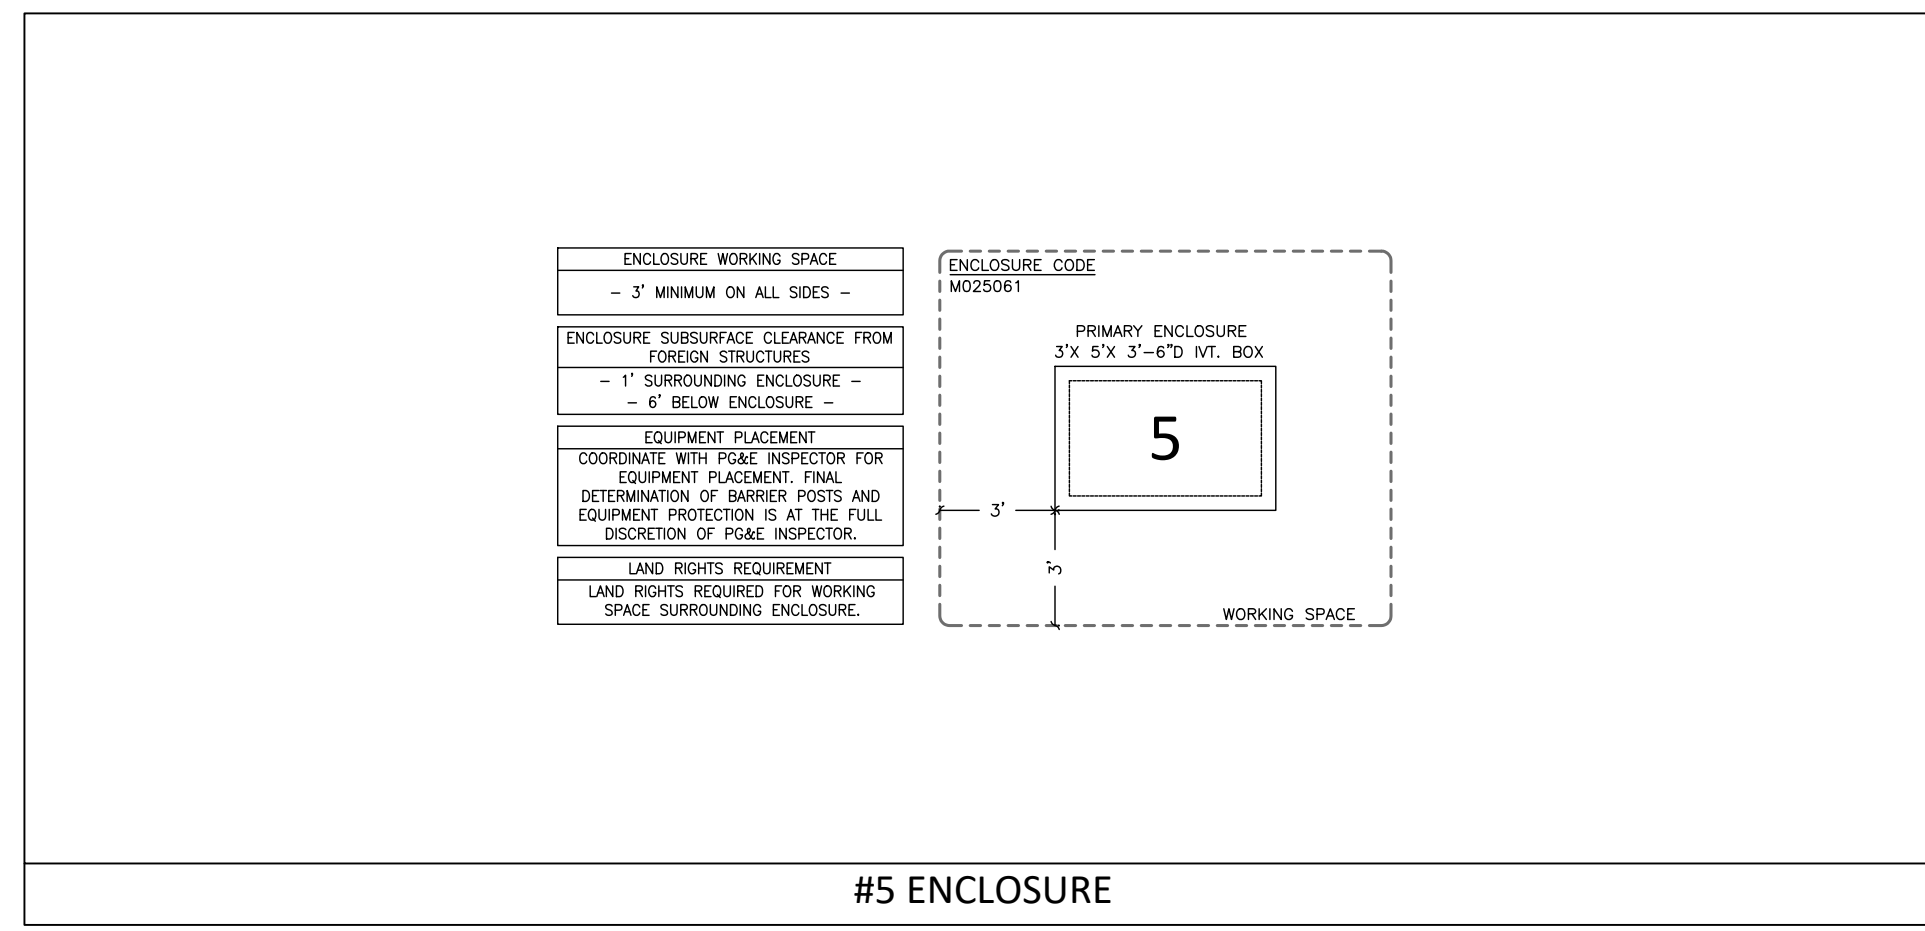 ENCLOSURE WORKING SPACE
– 3' MINIMUM ON ALL SIDES –
ENCLOSURE SUBSURFACE CLEARANCE FROM
FOREIGN STRUCTURES
– 1' SURROUNDING ENCLOSURE –
– 6' BELOW ENCLOSURE –
EQUIPMENT PLACEMENT
COORDINATE WITH PG&E INSPECTOR FOR
EQUIPMENT PLACEMENT. FINAL
DETERMINATION OF BARRIER POSTS AND
EQUIPMENT PROTECTION IS AT THE FULL
DISCRETION OF PG&E INSPECTOR.
LAND RIGHTS REQUIREMENT
LAND RIGHTS REQUIRED FOR WORKING
SPACE SURROUNDING ENCLOSURE.
ENCLOSURE CODE
M025061
PRIMARY ENCLOSURE
3'X 5'X 3'–6"D IVT. BOX
5
3'
3'
WORKING SPACE
#5 ENCLOSURE